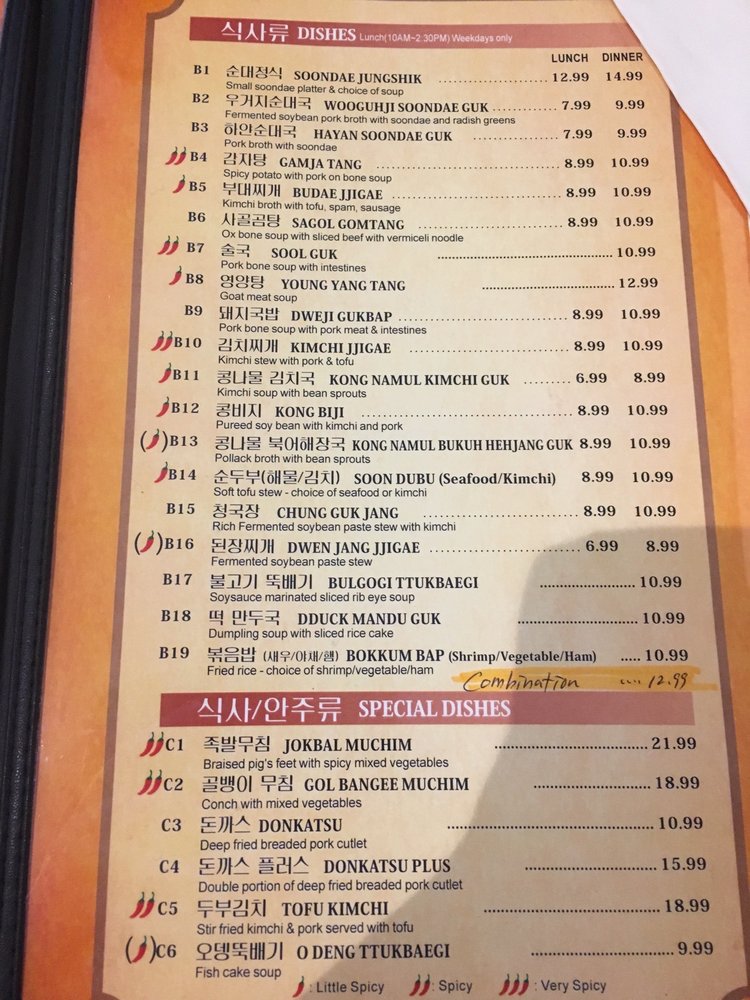 식사류 DISHES Lunch(10AM~2:30PM) Weekdays only
LUNCH DINNER
B1 순대정식 SOONDAE JUNGSHIK ........................ 12.99 14.99
Small soondae platter & choice of soup
B2 우거지순대국 WOOGUHJI SOONDAE GUK .............. 7.99 9.99
Fermented soybean pork broth with soondae and radish greens
B3 하얀순대국 HAYAN SOONDAE GUK .................. 7.99 9.99
Pork broth with soondae
B4 감자탕 GAMJA TANG ................................... 8.99 10.99
Spicy potato with pork on bone soup
B5 부대찌개 BUDAE JJIGAE ................................ 8.99 10.99
Kimchi broth with tofu, spam, sausage
B6 사골곰탕 SAGOL GOMTANG ........................... 8.99 10.99
Ox bone soup with sliced beef with vermiceli noodle
B7 술국 SOOL GUK ........................................... 10.99
Pork bone soup with intestines
B8 영양탕 YOUNG YANG TANG ................................ 12.99
Goat meat soup
B9 돼지국밥 DWEJI GUKBAP ................................ 8.99 10.99
Pork bone soup with pork meat & intestines
B10 김치찌개 KIMCHI JJIGAE ................................ 8.99 10.99
Kimchi stew with pork & tofu
B11 콩나물 김치국 KONG NAMUL KIMCHI GUK ......... 6.99 8.99
Kimchi soup with bean sprouts
B12 콩비지 KONG BIJI ...................................... 8.99 10.99
Pureed soy bean with kimchi and pork
B13 콩나물 북어해장국 KONG NAMUL BUKUH HEHJANG GUK 8.99 10.99
Pollack broth with bean sprouts
B14 순두부(해물/김치) SOON DUBU (Seafood/Kimchi) 8.99 10.99
Soft tofu stew - choice of seafood or kimchi
B15 청국장 CHUNG GUK JANG ........................... 8.99 10.99
Rich Fermented soybean paste stew with kimchi
B16 된장찌개 DWEN JANG JJIGAE ......................... 6.99 8.99
Fermented soybean paste stew
B17 불고기 뚝배기 BULGOGI TTUKBAEGI ........................ 10.99
Soysauce marinated sliced rib eye soup
B18 떡 만두국 DDUCK MANDU GUK .............................. 10.99
Dumpling soup with sliced rice cake
B19 볶음밥 (새우/야채/햄) BOKKUM BAP (Shrimp/Vegetable/Ham) ..... 10.99
Fried rice - choice of shrimp/vegetable/ham
Combination .... 12.99
식사/안주류 SPECIAL DISHES
C1 족발무침 JOKBAL MUCHIM ...................................... 21.99
Braised pig's feet with spicy mixed vegetables
C2 골뱅이 무침 GOL BANGEE MUCHIM ............................. 18.99
Conch with mixed vegetables
C3 돈까스 DONKATSU ................................................... 10.99
Deep fried breaded pork cutlet
C4 돈까스 플러스 DONKATSU PLUS ................................ 15.99
Double portion of deep fried breaded pork cutlet
C5 두부김치 TOFU KIMCHI ........................................... 18.99
Stir fried kimchi & pork served with tofu
C6 오뎅뚝배기 O DENG TTUKBAEGI ................................... 9.99
Fish cake soup
: Little Spicy : Spicy : Very Spicy